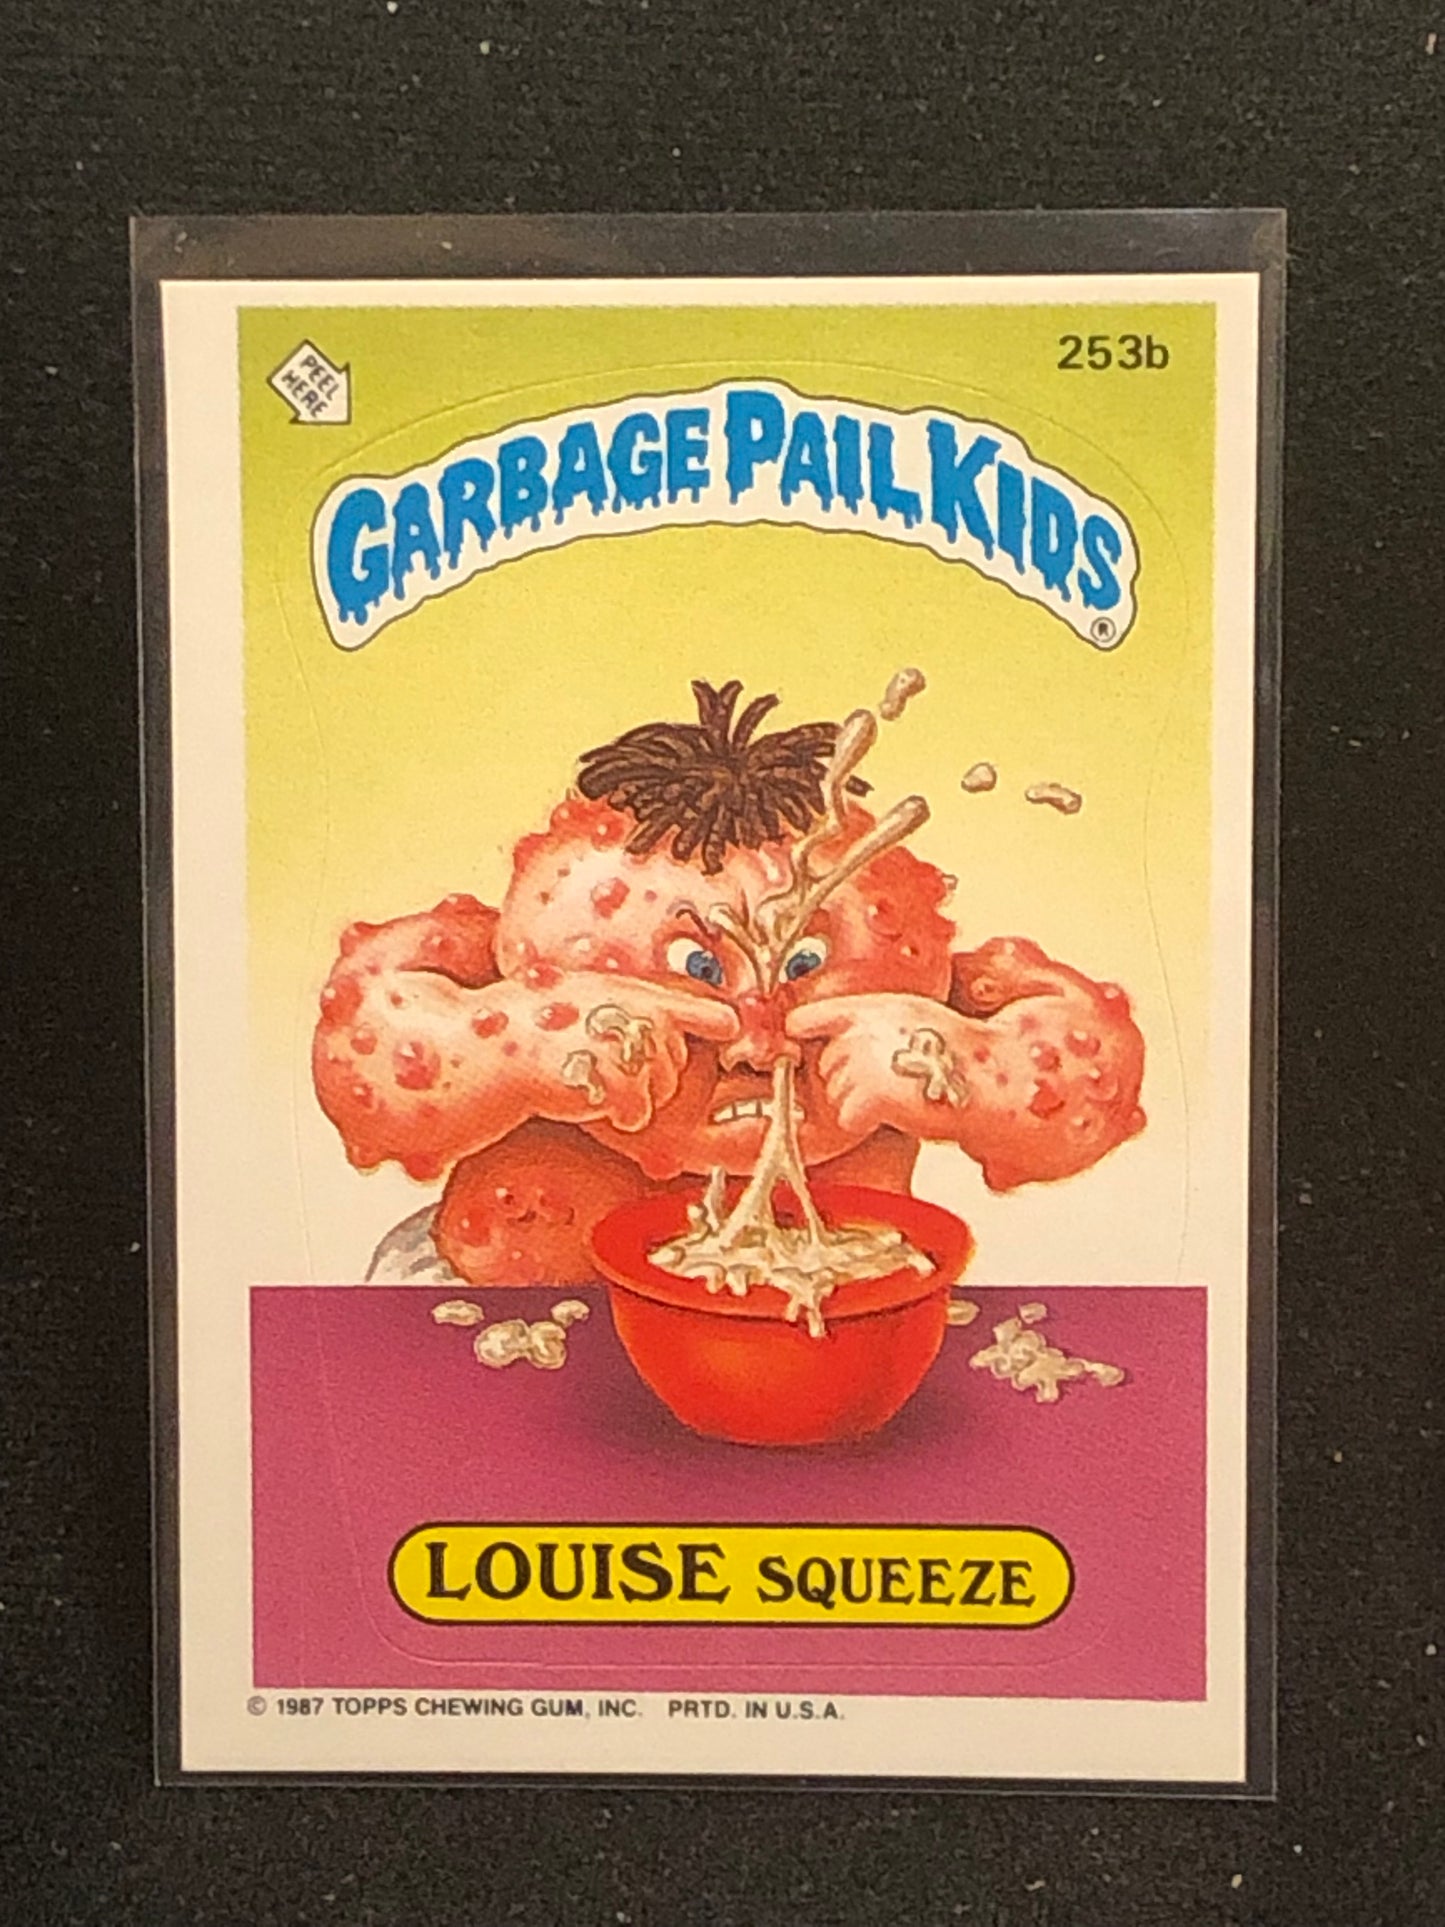 PEEL
HERE
253b
GARBAGE PAIL KIDS
®
LOUISE SQUEEZE
© 1987 TOPPS CHEWING GUM, INC. PRTD. IN U.S.A.